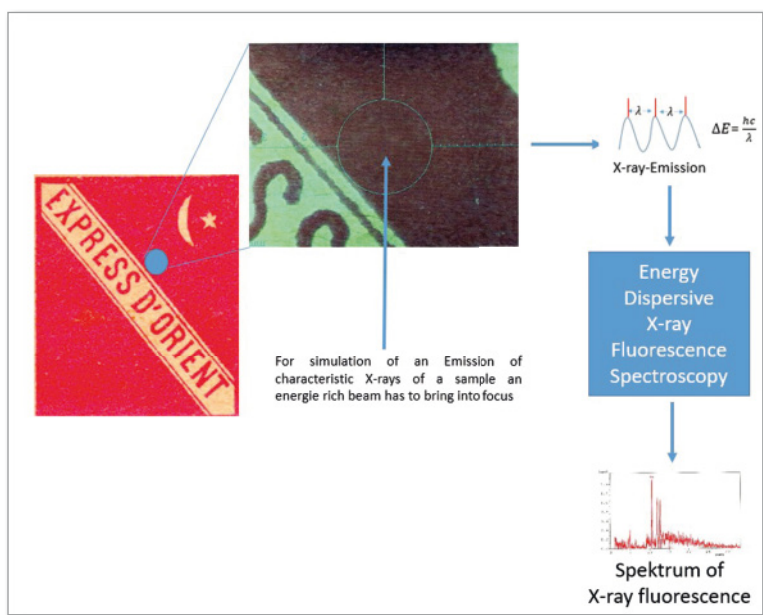 EXPRESS D'ORIENT
For simulation of an Emission of
characteristic X-rays of a sample an
energie rich beam has to bring into focus
λ λ
ΔE = hc/λ
X-ray-Emission
Energy
Dispersive
X-ray
Fluorescence
Spectroscopy
Spektrum of
X-ray fluorescence